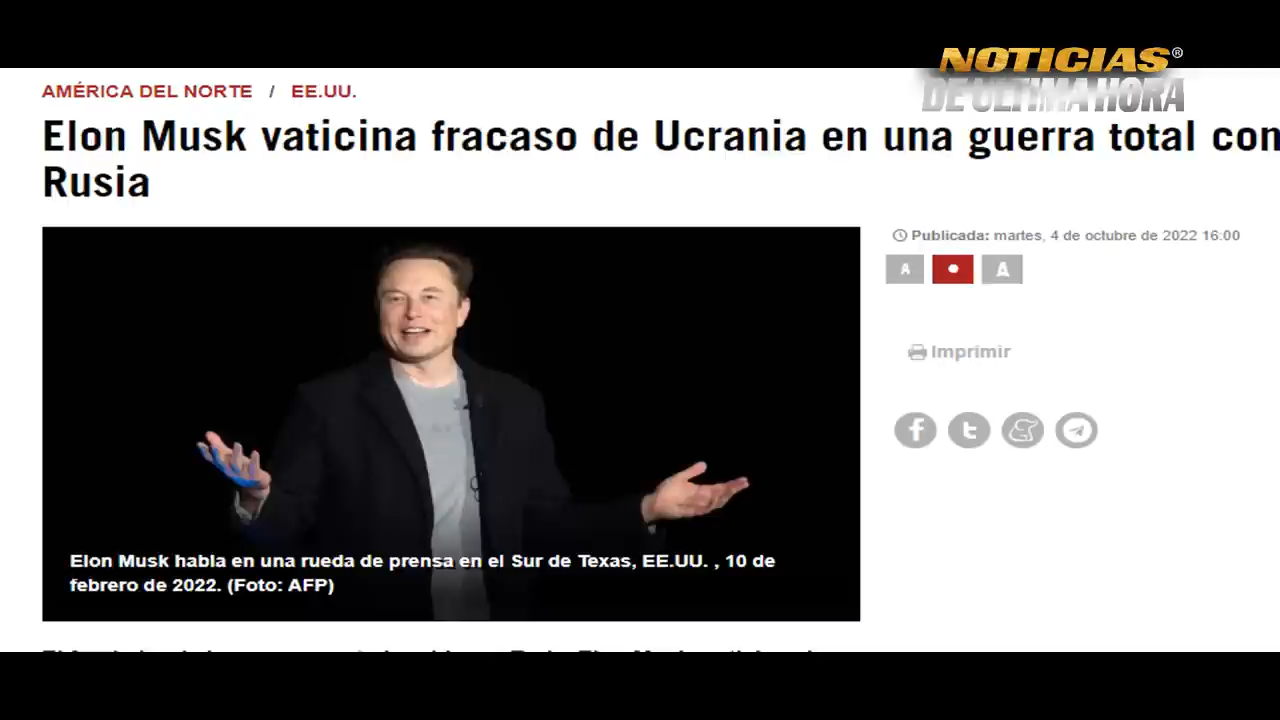 NOTICIAS®
DE ÚLTIMA HORA
AMÉRICA DEL NORTE / EE.UU.
Elon Musk vaticina fracaso de Ucrania en una guerra total con
Rusia
Publicada: martes, 4 de octubre de 2022 16:00
A A
Imprimir
Elon Musk habla en una rueda de prensa en el Sur de Texas, EE.UU. , 10 de
febrero de 2022. (Foto: AFP)